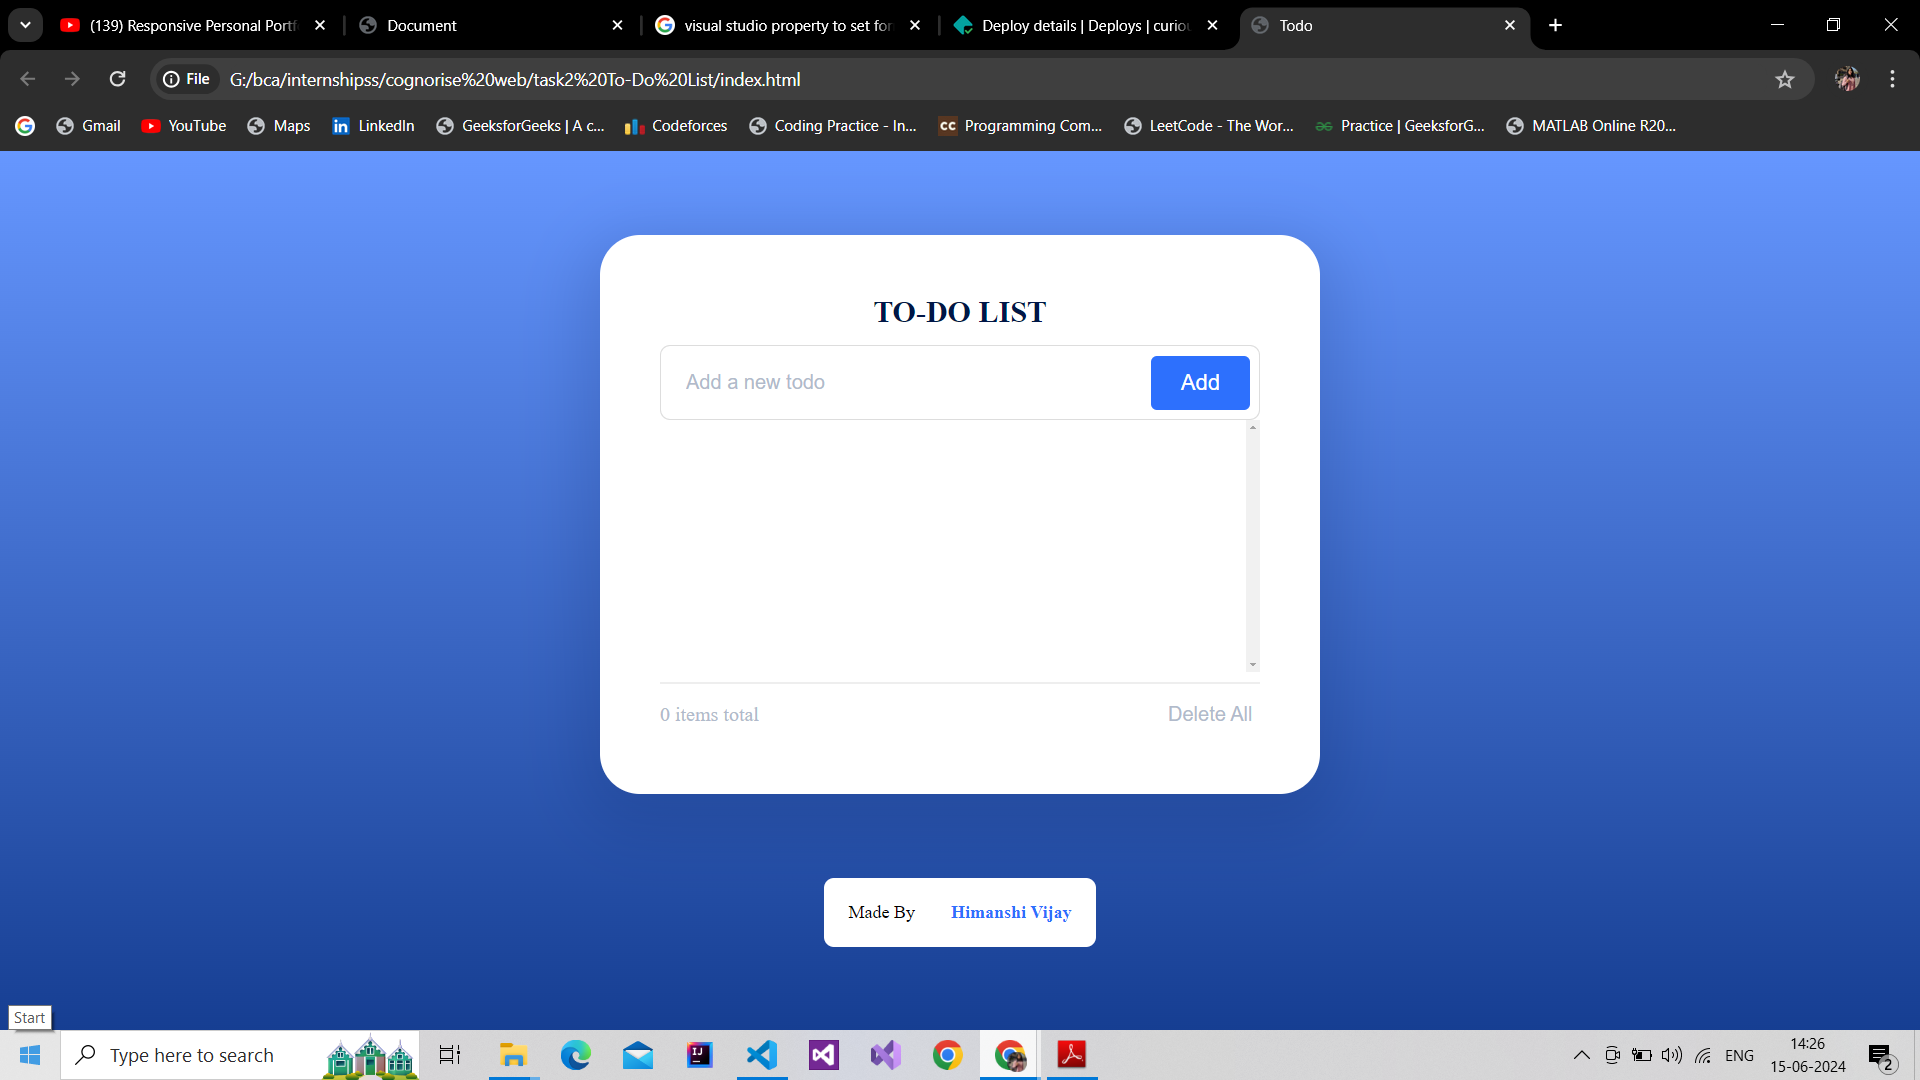 (139) Responsive Personal Portf
Document
visual studio property to set for
Deploy details | Deploys | curio
Todo
File
G:/bca/internshipss/cognorise%20web/task2%20To-Do%20List/index.html
Gmail
YouTube
Maps
LinkedIn
GeeksforGeeks | A c...
Codeforces
Coding Practice - In...
Programming Com...
LeetCode - The Wor...
Practice | GeeksforG...
MATLAB Online R20...
TO-DO LIST
Add a new todo
Add
0 items total
Delete All
Made By Himanshi Vijay
Start
Type here to search
ENG
14:26
15-06-2024
2